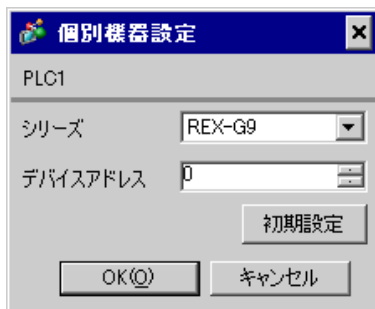 個別機器設定
PLC1
シリーズ REX-G9
デバイスアドレス 0
初期設定
OK(O) キャンセル